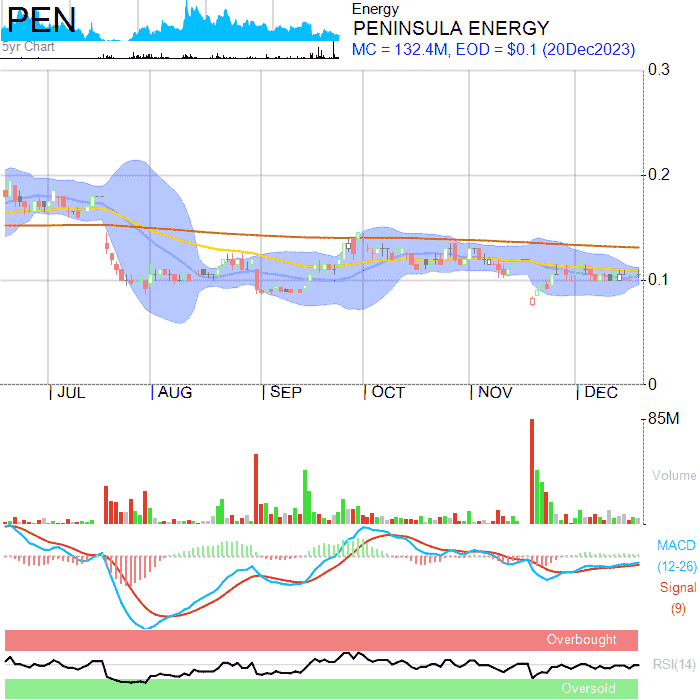 PEN
5yr Chart
Energy
PENINSULA ENERGY
MC = 132.4M, EOD = $0.1 (20Dec2023)
0.3
0.2
0.1
0
JUL
AUG
SEP
OCT
NOV
DEC
85M
Volume
MACD
(12-26)
Signal
(9)
Overbought
RSI(14)
Oversold